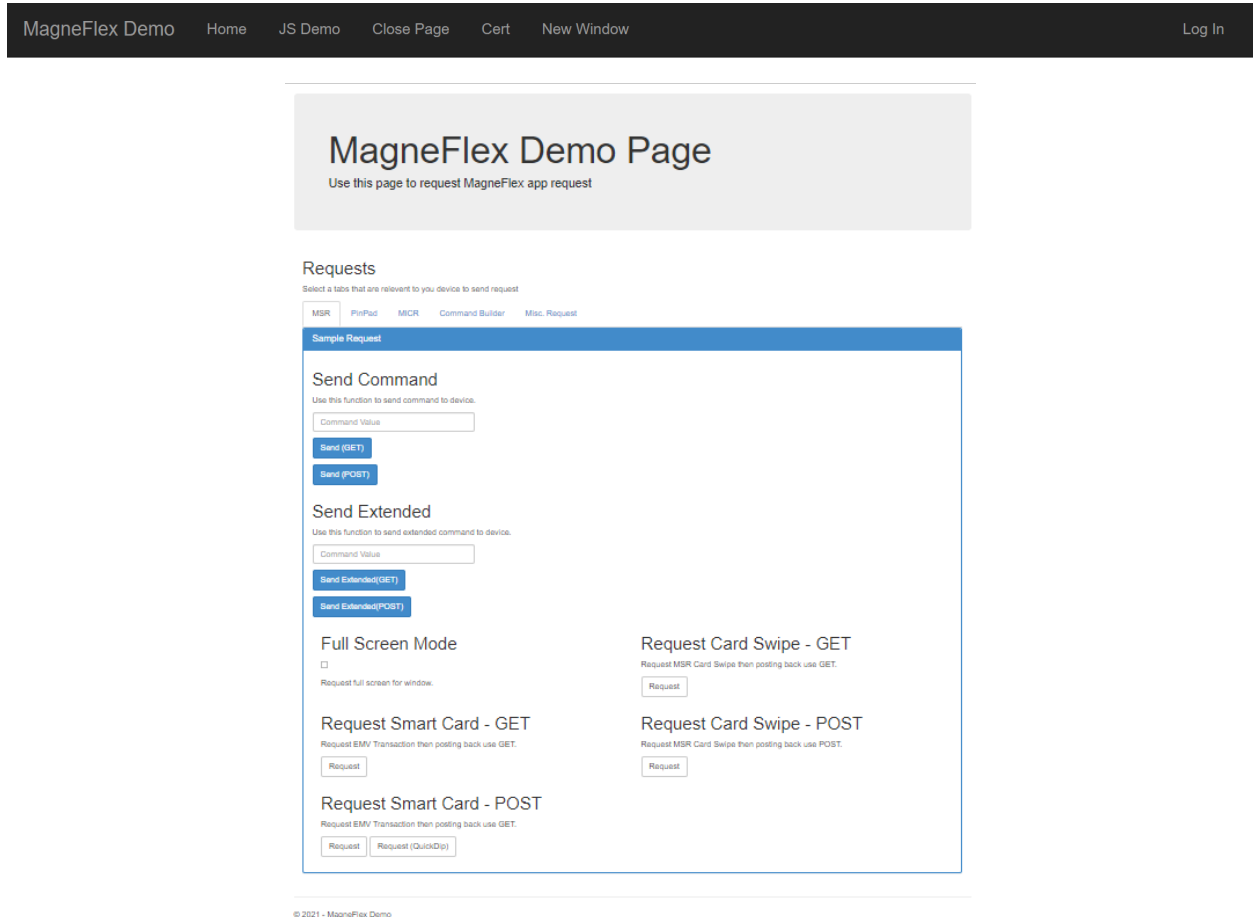 MagneFlex Demo Home JS Demo Close Page Cert New Window Log In
MagneFlex Demo Page
Use this page to request MagneFlex app request
Requests
Select a tabs that are relevent to you device to send request
MSR PinPad MICR Command Builder Misc. Request
Sample Request
Send Command
Use this function to send command to device.
Command Value
Send (GET)
Send (POST)
Send Extended
Use this function to send extended command to device.
Command Value
Send Extended(GET)
Send Extended(POST)
Full Screen Mode
Request full screen for window.
Request Card Swipe - GET
Request MSR Card Swipe then posting back use GET.
Request
Request Smart Card - GET
Request EMV Transaction then posting back use GET.
Request
Request Card Swipe - POST
Request MSR Card Swipe then posting back use POST.
Request
Request Smart Card - POST
Request EMV Transaction then posting back use GET.
Request Request (QuickDip)
© 2021 - MagneFlex Demo